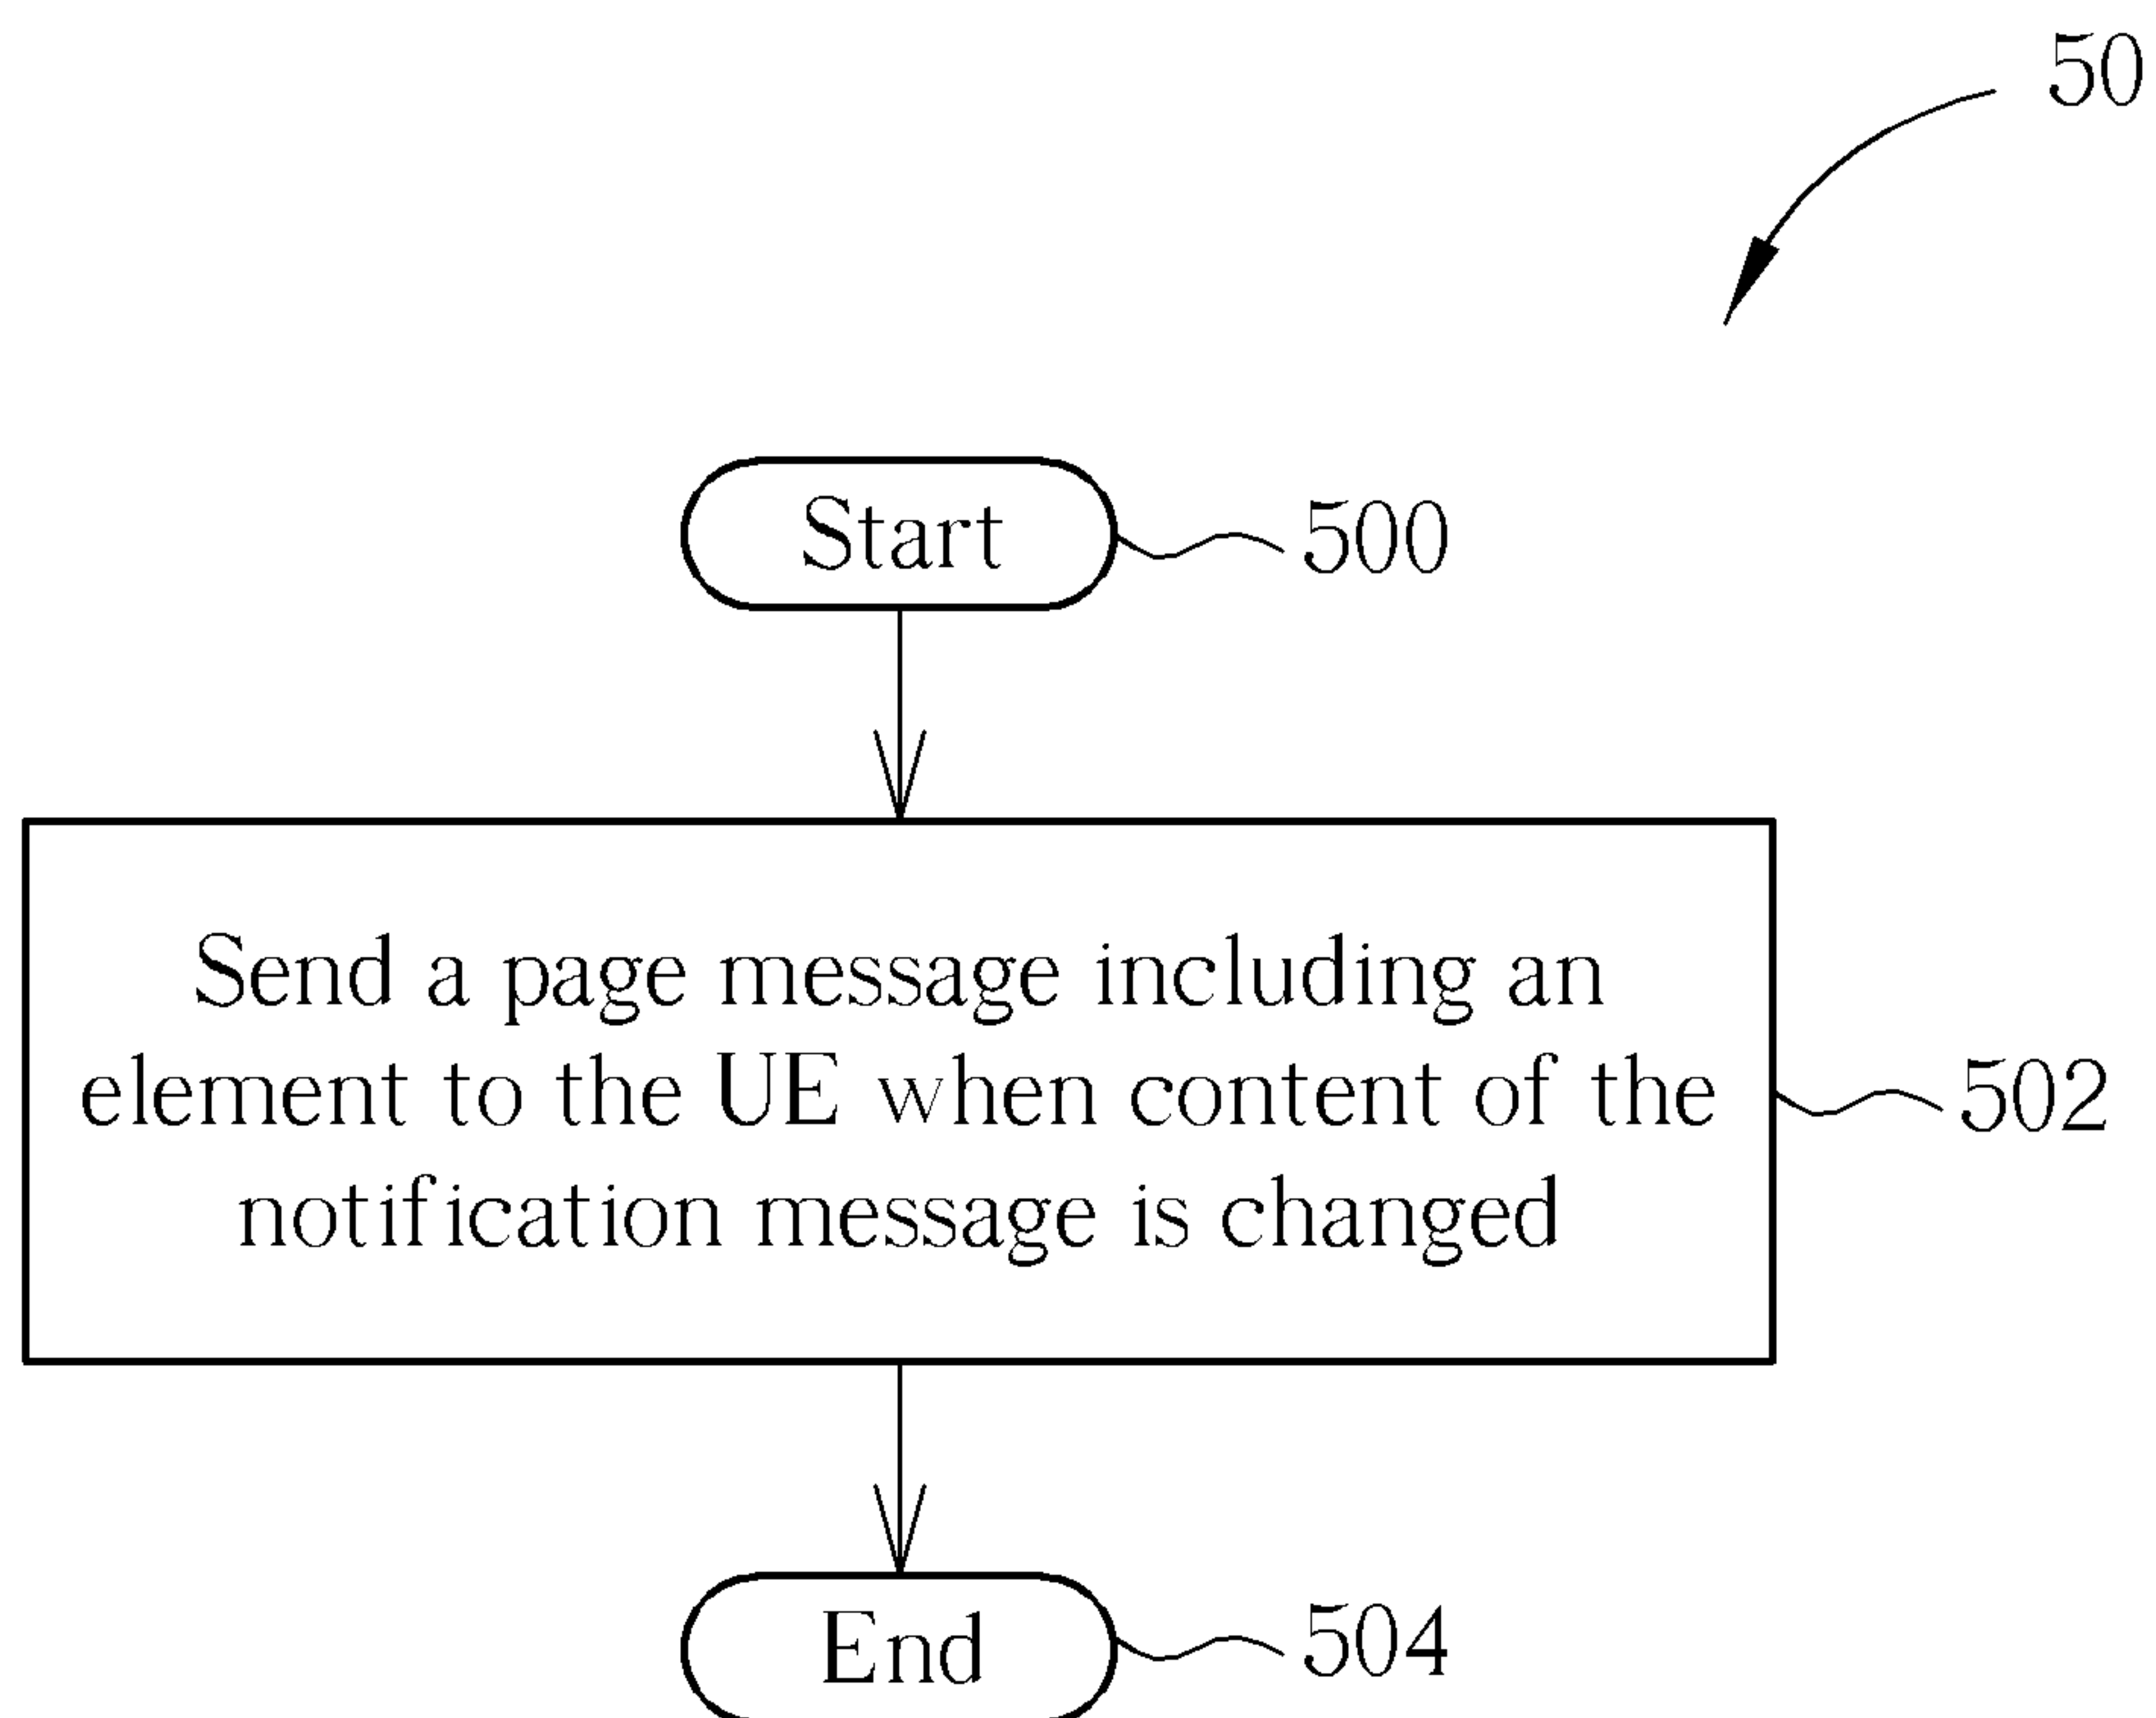 50
Start
500
Send a page message including an
element to the UE when content of the
notification message is changed
502
End
504